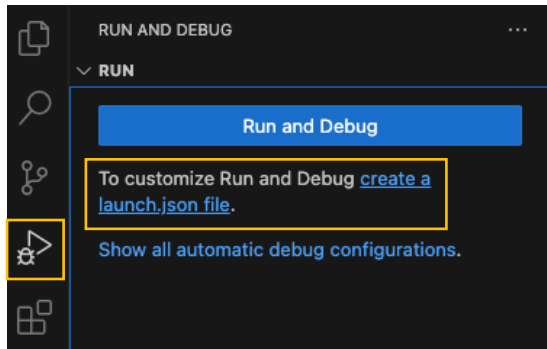 RUN AND DEBUG
RUN
Run and Debug
To customize Run and Debug create a
launch.json file.
Show all automatic debug configurations.